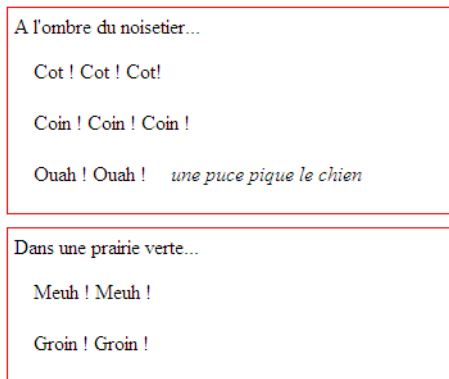 A l'ombre du noisetier...
Cot ! Cot ! Cot!
Coin ! Coin ! Coin !
Ouah ! Ouah ! une puce pique le chien
Dans une prairie verte...
Meuh ! Meuh !
Groin ! Groin !